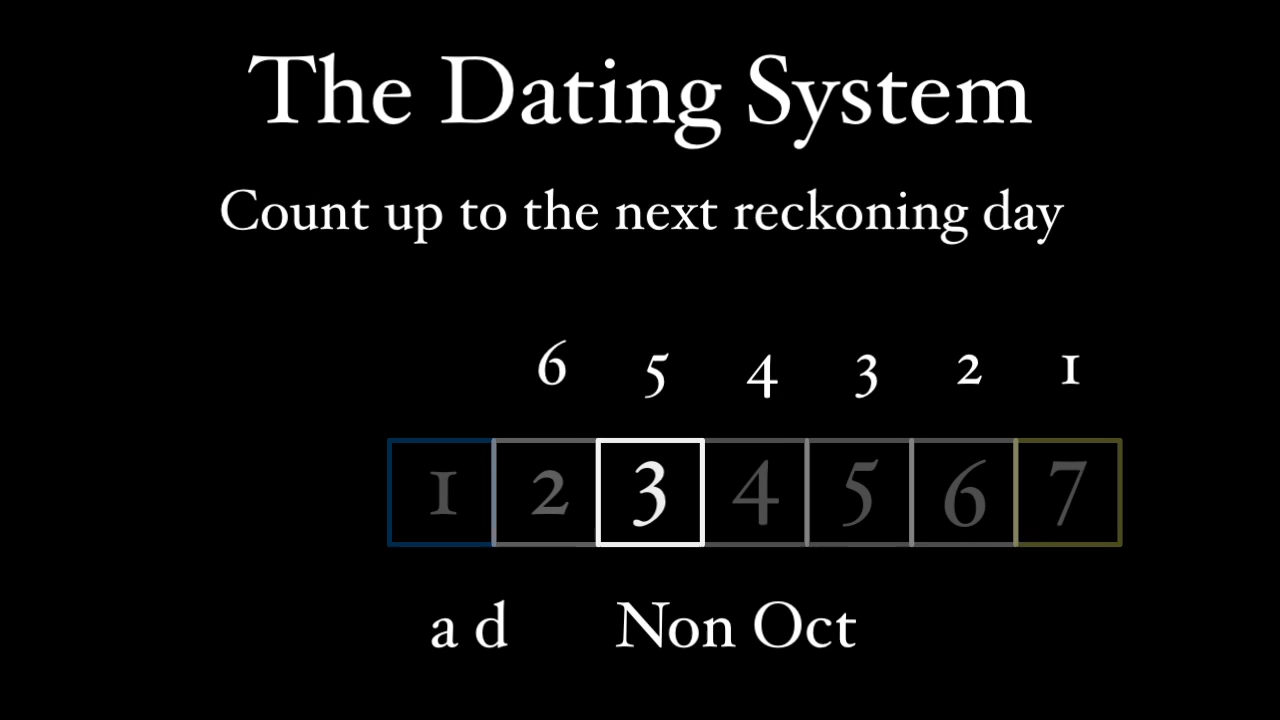 The Dating System
Count up to the next reckoning day
6 5 4 3 2 1
1 2 3 4 5 6 7
a d Non Oct